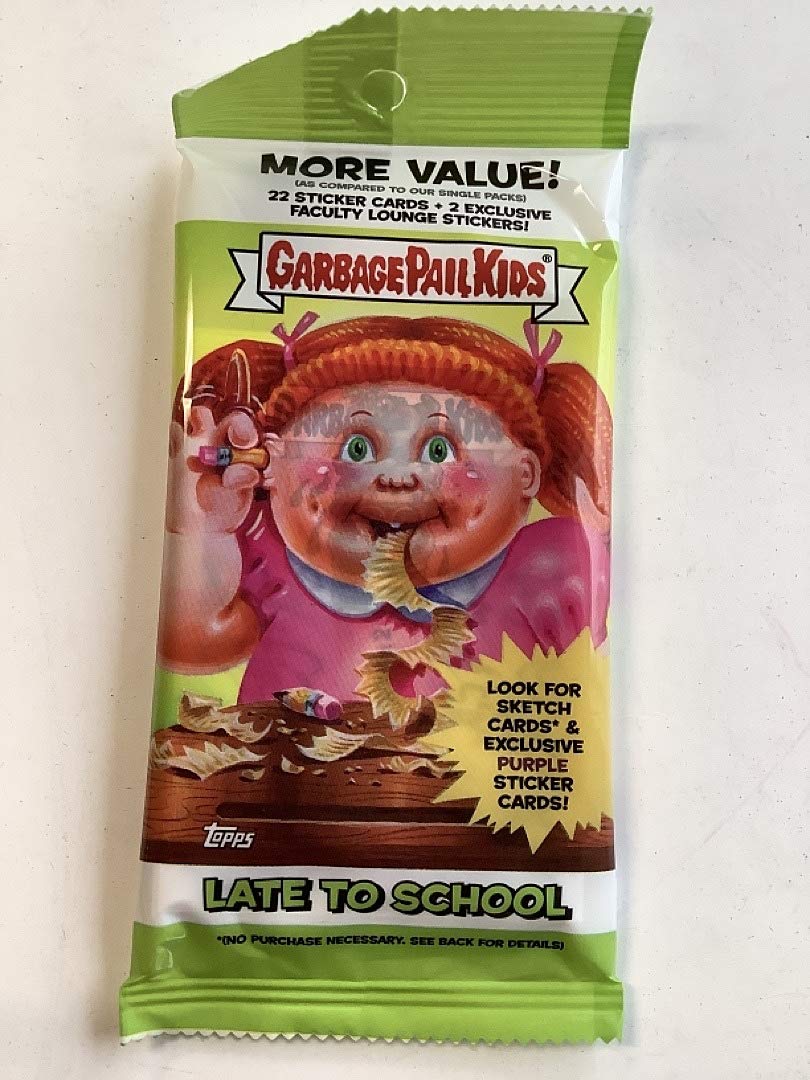 MORE VALUE!
(AS COMPARED TO OUR SINGLE PACKS)
22 STICKER CARDS + 2 EXCLUSIVE
FACULTY LOUNGE STICKERS!
GARBAGE PAIL KIDS®
LOOK FOR
SKETCH
CARDS* &
EXCLUSIVE
PURPLE
STICKER
CARDS!
TOPPS
LATE TO SCHOOL
*(NO PURCHASE NECESSARY. SEE BACK FOR DETAILS)